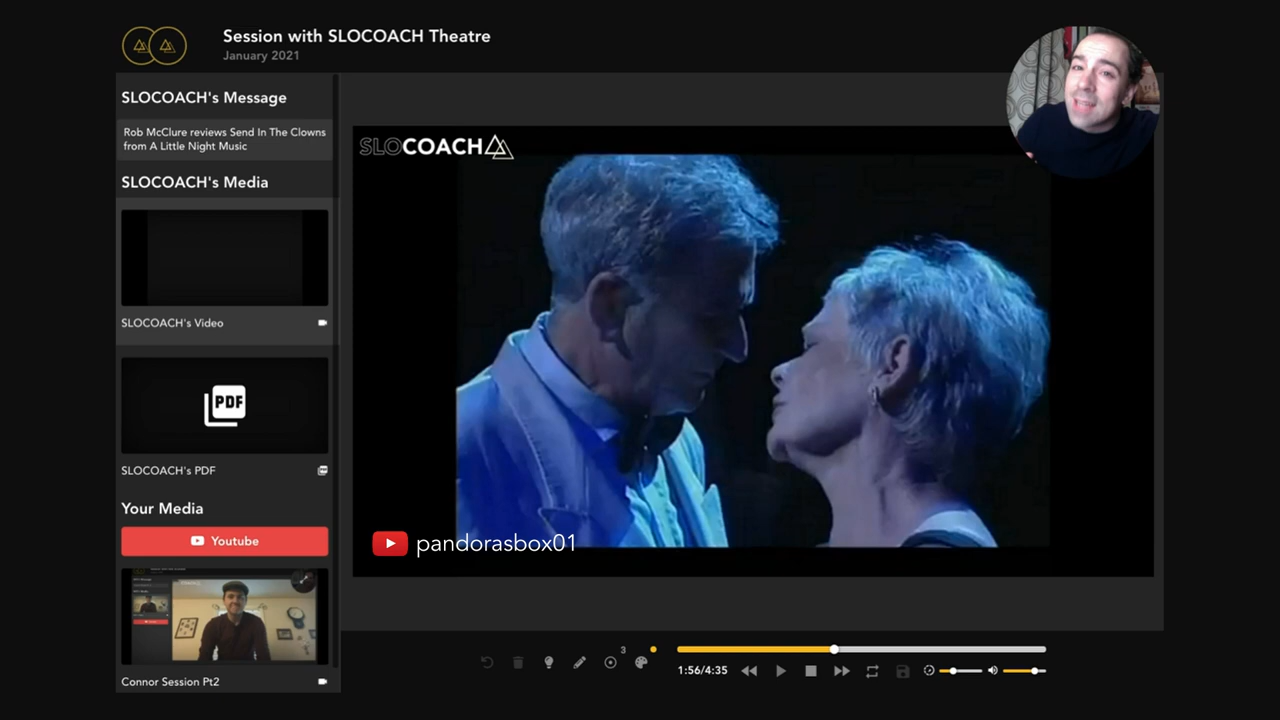 Session with SLOCOACH Theatre
January 2021
SLOCOACH's Message
Rob McClure reviews Send In The Clowns
from A Little Night Music
SLOCOACH's Media
SLOCOACH's Video
PDF
SLOCOACH's PDF
Your Media
Youtube
Connor Session Pt2
SLOCOACH
pandorasbox01
3
1:56/4:35